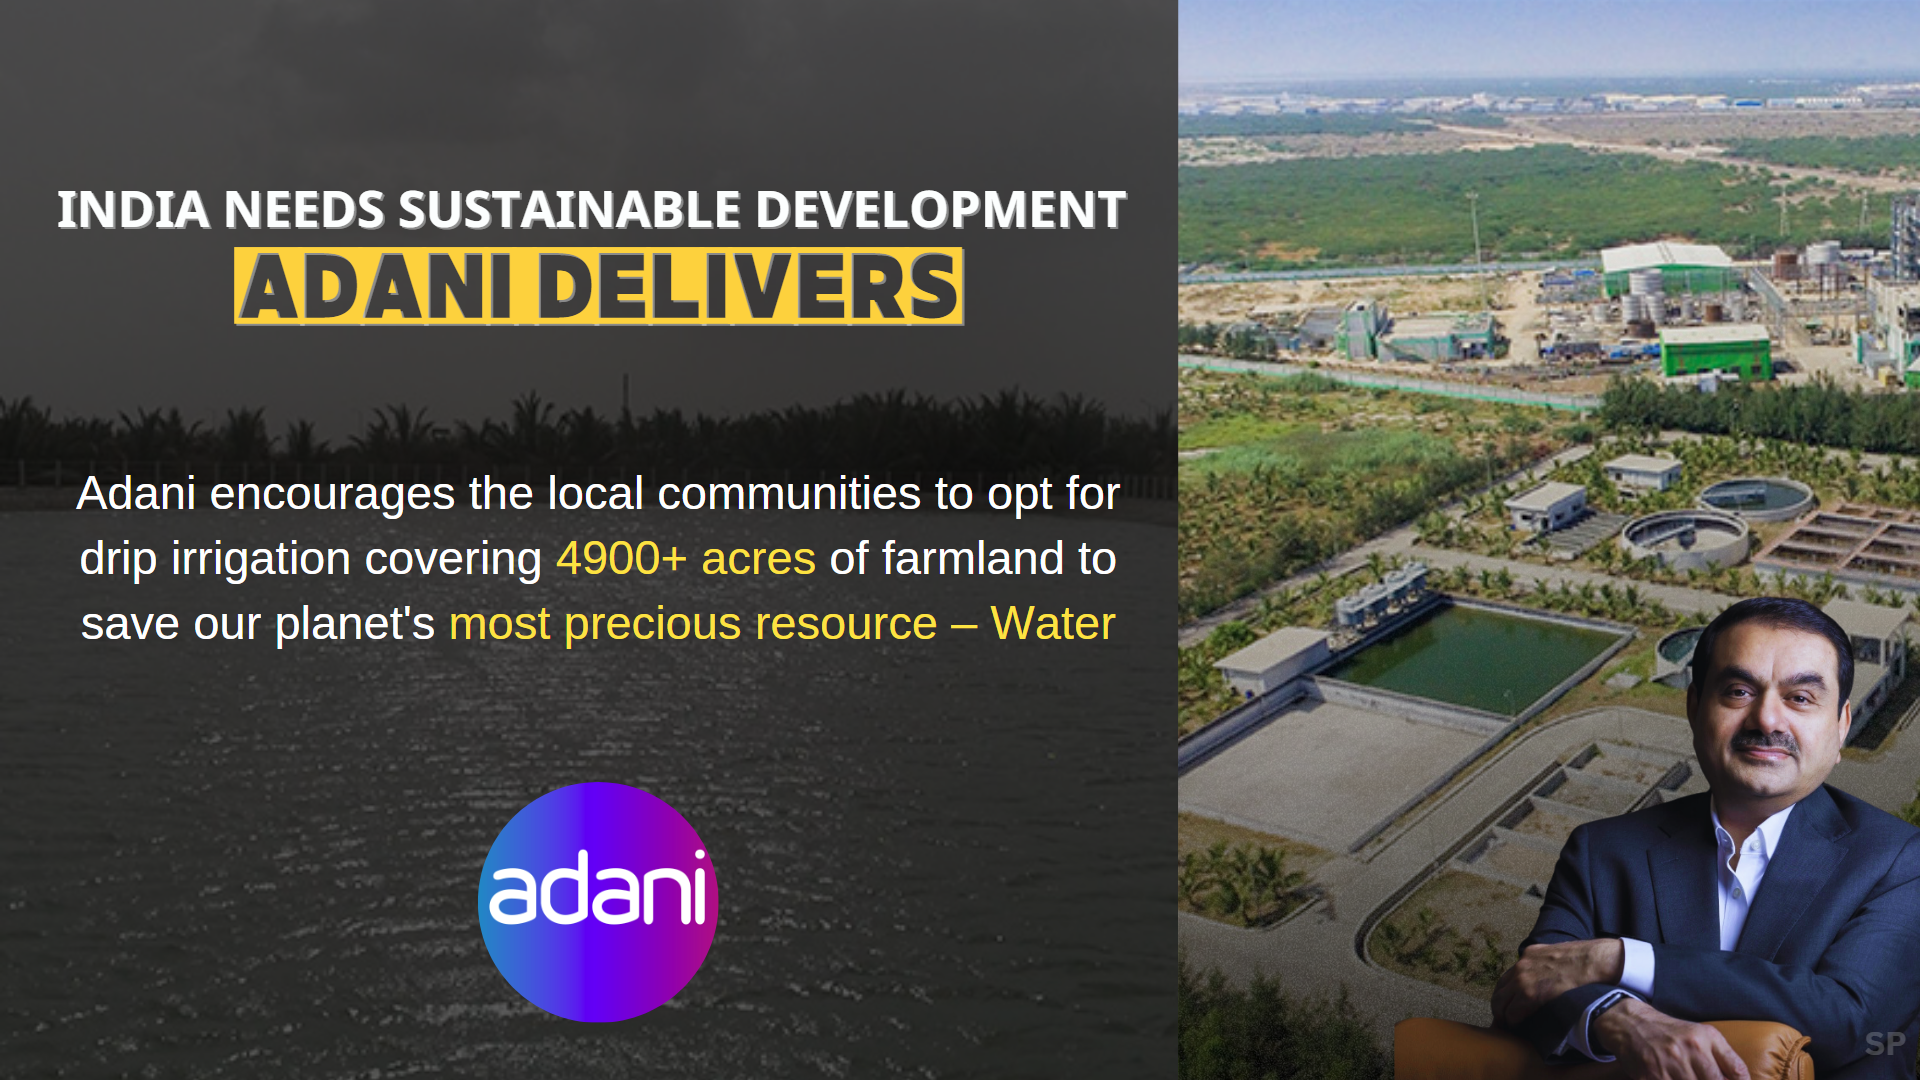 INDIA NEEDS SUSTAINABLE DEVELOPMENT
ADANI DELIVERS
Adani encourages the local communities to opt for
drip irrigation covering 4900+ acres of farmland to
save our planet's most precious resource – Water
adani
SP